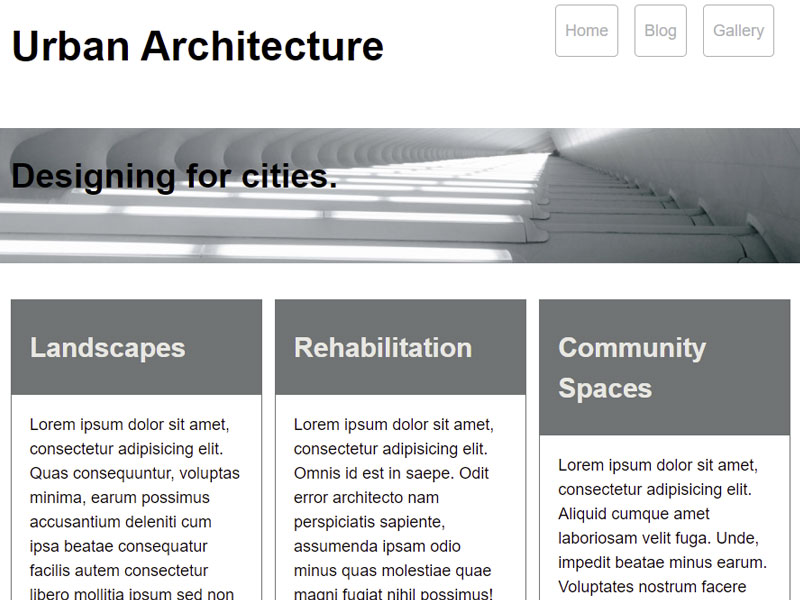 Urban Architecture
Home Blog Gallery
Designing for cities.
Landscapes
Lorem ipsum dolor sit amet,
consectetur adipisicing elit.
Quas consequuntur, voluptas
minima, earum possimus
accusantium deleniti cum
ipsa beatae consequatur
facilis autem consectetur
libero mollitia ipsum sed non
Rehabilitation
Lorem ipsum dolor sit amet,
consectetur adipisicing elit.
Omnis id est in saepe. Odit
error architecto nam
perspiciatis sapiente,
assumenda ipsam odio
minus quas molestiae quae
magni fugiat nihil possimus!
Community
Spaces
Lorem ipsum dolor sit amet,
consectetur adipisicing elit.
Aliquid cumque amet
laboriosam velit fuga. Unde,
impedit beatae minus earum.
Voluptates nostrum facere